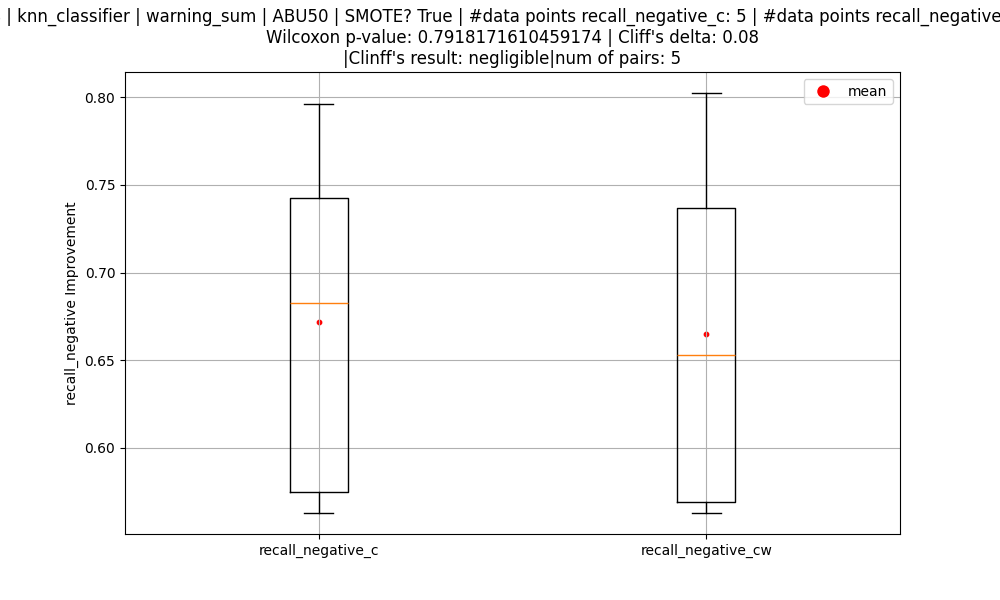 | knn_classifier | warning_sum | ABU50 | SMOTE? True | #data points recall_negative_c: 5 | #data points recall_negative
Wilcoxon p-value: 0.7918171610459174 | Cliff's delta: 0.08
|Clinff's result: negligible|num of pairs: 5
mean
0.80
0.75
0.70
0.65
0.60
recall_negative Improvement
recall_negative_c
recall_negative_cw